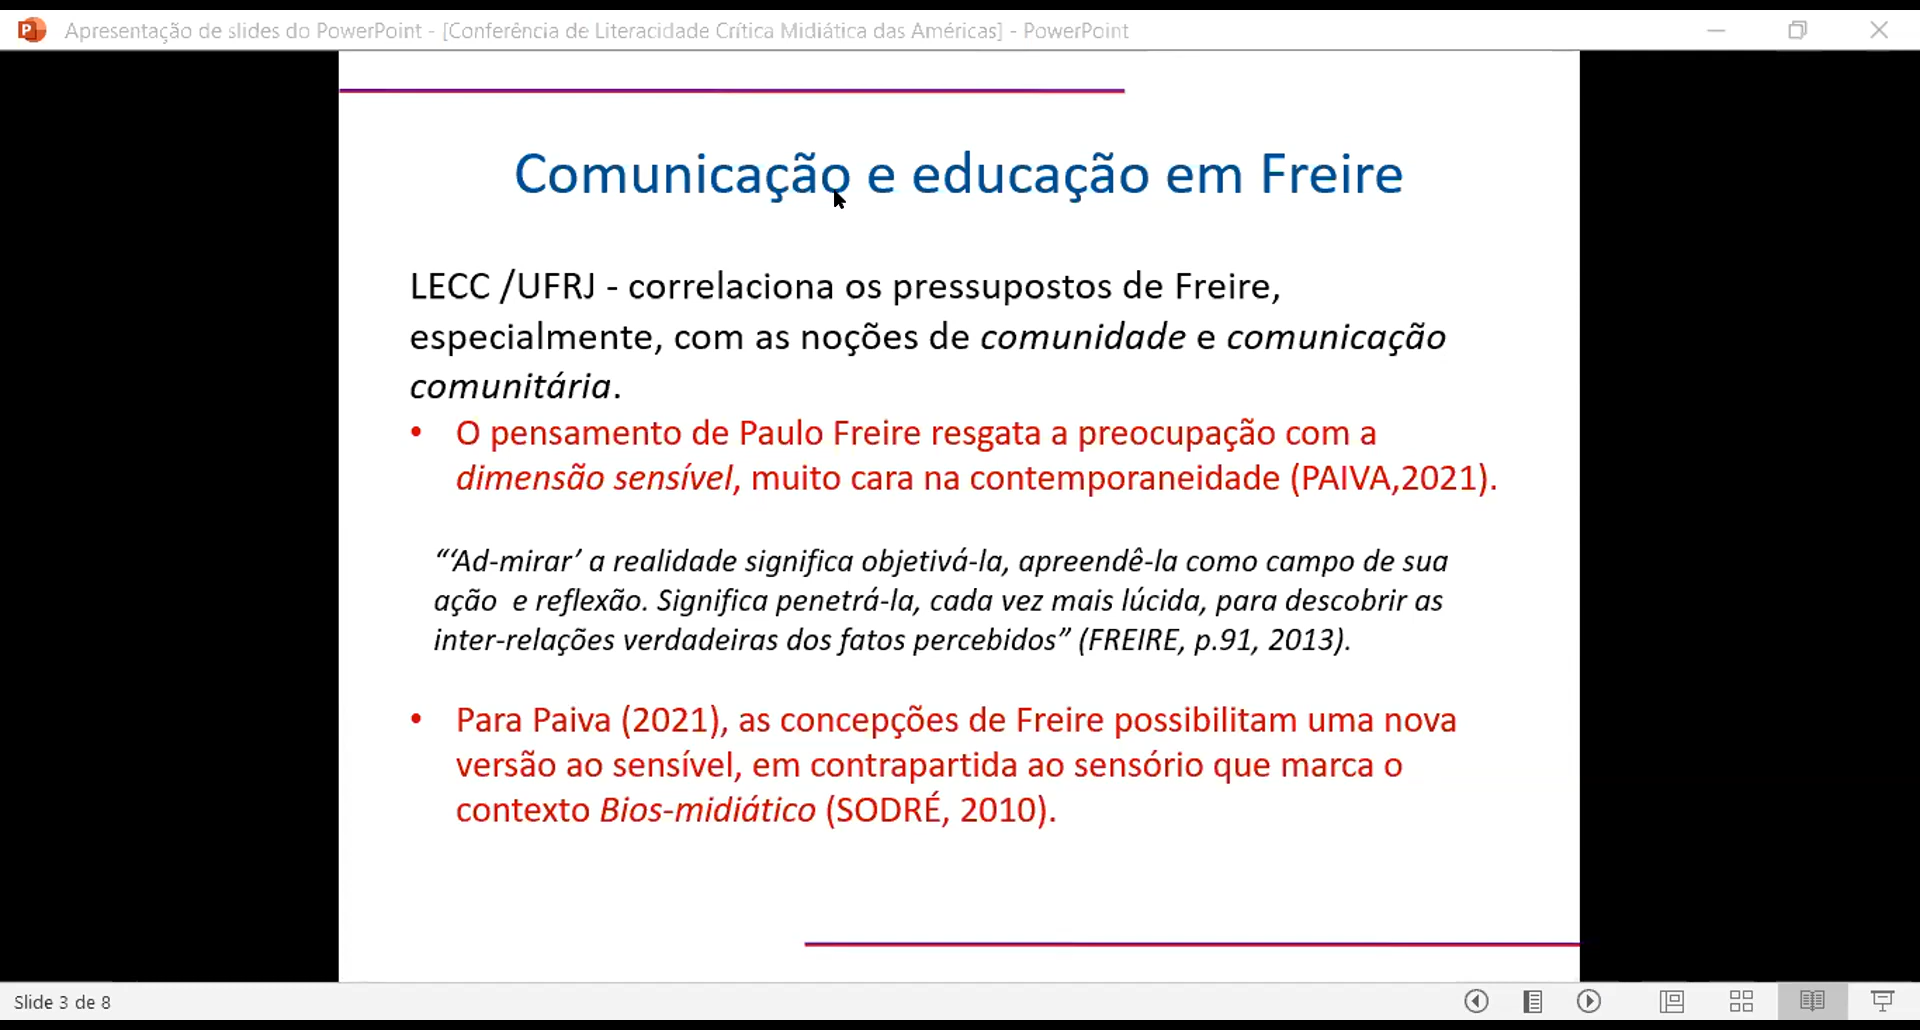 Apresentação de slides do PowerPoint - [Conferência de Literacidade Crítica Midiática das Américas] - PowerPoint
Comunicação e educação em Freire
LECC /UFRJ - correlaciona os pressupostos de Freire,
especialmente, com as noções de comunidade e comunicação
comunitária.
• O pensamento de Paulo Freire resgata a preocupação com a
dimensão sensível, muito cara na contemporaneidade (PAIVA,2021).
“‘Ad-mirar’ a realidade significa objetivá-la, apreendê-la como campo de sua
ação  e reflexão. Significa penetrá-la, cada vez mais lúcida, para descobrir as
inter-relações verdadeiras dos fatos percebidos” (FREIRE, p.91, 2013).
• Para Paiva (2021), as concepções de Freire possibilitam uma nova
versão ao sensível, em contrapartida ao sensório que marca o
contexto Bios-midiático (SODRÉ, 2010).
Slide 3 de 8